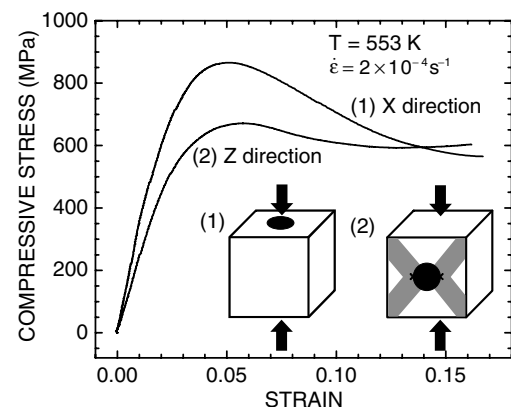 1000
800
600
400
200
0
COMPRESSIVE STRESS (MPa)
T = 553 K
ε̇ = 2×10⁻⁴s⁻¹
(1) X direction
(2) Z direction
(1)
(2)
0.00 0.05 0.10 0.15
STRAIN